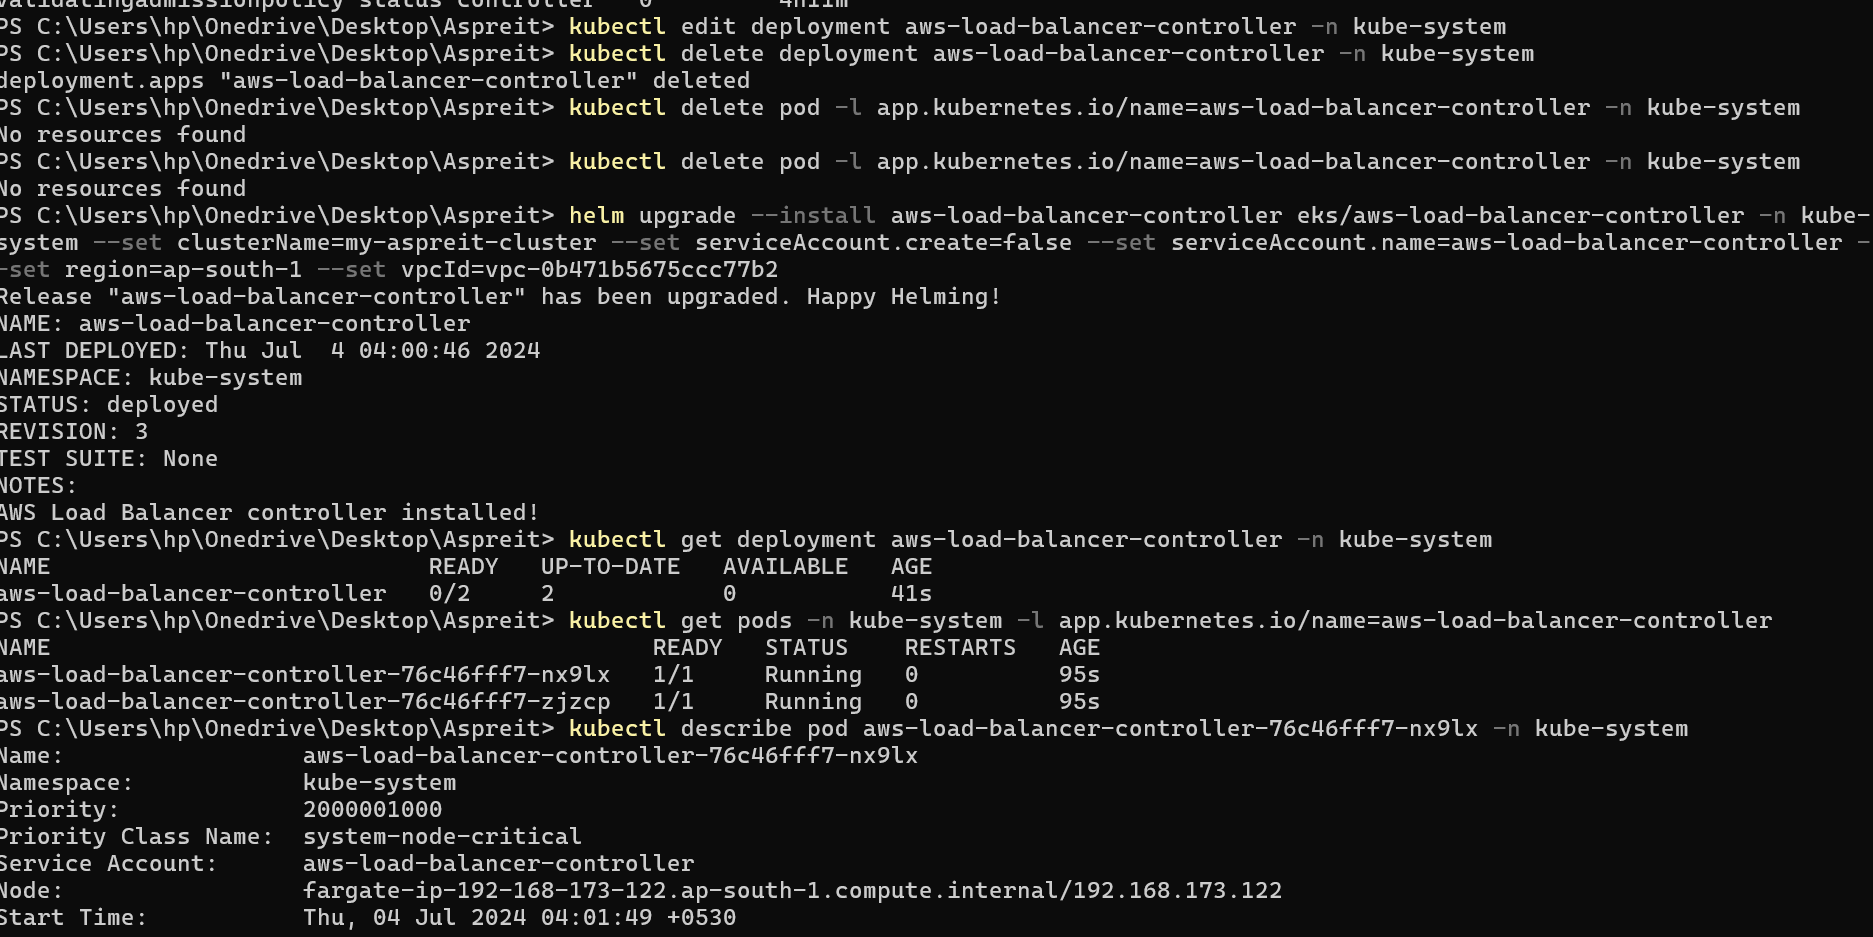 validatingadmissionpolicy status controller   0         4h11m
PS C:\Users\hp\Onedrive\Desktop\Aspreit> kubectl edit deployment aws-load-balancer-controller -n kube-system
PS C:\Users\hp\Onedrive\Desktop\Aspreit> kubectl delete deployment aws-load-balancer-controller -n kube-system
deployment.apps "aws-load-balancer-controller" deleted
PS C:\Users\hp\Onedrive\Desktop\Aspreit> kubectl delete pod -l app.kubernetes.io/name=aws-load-balancer-controller -n kube-system
No resources found
PS C:\Users\hp\Onedrive\Desktop\Aspreit> kubectl delete pod -l app.kubernetes.io/name=aws-load-balancer-controller -n kube-system
No resources found
PS C:\Users\hp\Onedrive\Desktop\Aspreit> helm upgrade --install aws-load-balancer-controller eks/aws-load-balancer-controller -n kube-
system --set clusterName=my-aspreit-cluster --set serviceAccount.create=false --set serviceAccount.name=aws-load-balancer-controller -
-set region=ap-south-1 --set vpcId=vpc-0b471b5675ccc77b2
Release "aws-load-balancer-controller" has been upgraded. Happy Helming!
NAME: aws-load-balancer-controller
LAST DEPLOYED: Thu Jul  4 04:00:46 2024
NAMESPACE: kube-system
STATUS: deployed
REVISION: 3
TEST SUITE: None
NOTES:
AWS Load Balancer controller installed!
PS C:\Users\hp\Onedrive\Desktop\Aspreit> kubectl get deployment aws-load-balancer-controller -n kube-system
NAME                           READY   UP-TO-DATE   AVAILABLE   AGE
aws-load-balancer-controller   0/2     2            0           41s
PS C:\Users\hp\Onedrive\Desktop\Aspreit> kubectl get pods -n kube-system -l app.kubernetes.io/name=aws-load-balancer-controller
NAME                                           READY   STATUS    RESTARTS   AGE
aws-load-balancer-controller-76c46fff7-nx9lx   1/1     Running   0          95s
aws-load-balancer-controller-76c46fff7-zjzcp   1/1     Running   0          95s
PS C:\Users\hp\Onedrive\Desktop\Aspreit> kubectl describe pod aws-load-balancer-controller-76c46fff7-nx9lx -n kube-system
Name:                 aws-load-balancer-controller-76c46fff7-nx9lx
Namespace:            kube-system
Priority:             2000001000
Priority Class Name:  system-node-critical
Service Account:      aws-load-balancer-controller
Node:                 fargate-ip-192-168-173-122.ap-south-1.compute.internal/192.168.173.122
Start Time:           Thu, 04 Jul 2024 04:01:49 +0530